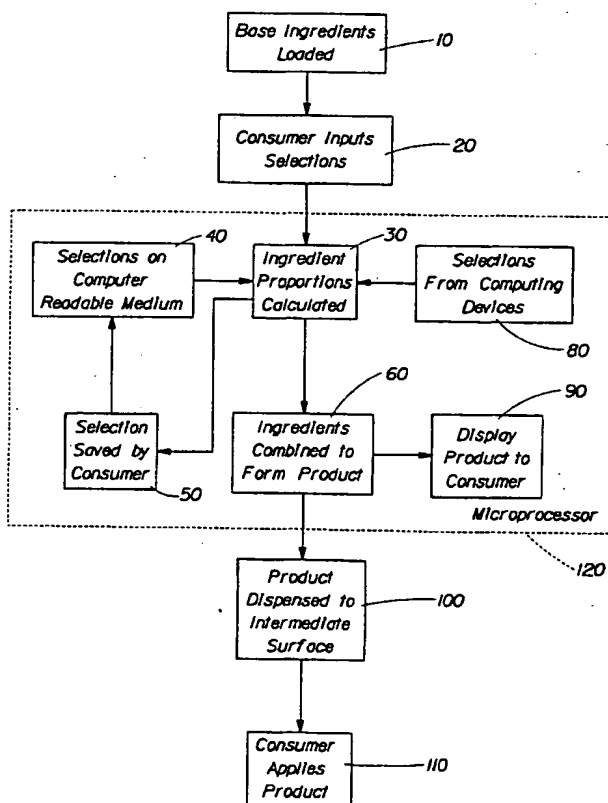 Base Ingredients
Loaded
10
Consumer Inputs
Selections
20
40
30
Selections on
Computer
Readable Medium
Ingredient
Proportions
Calculated
Selections
From Computing
Devices
80
60
90
Selection
Saved by
Consumer
50
Ingredients
Combined to
Form Product
Display
Product to
Consumer
Microprocessor
120
Product
Dispensed to
Intermediate
Surface
100
Consumer
Applies
Product
110